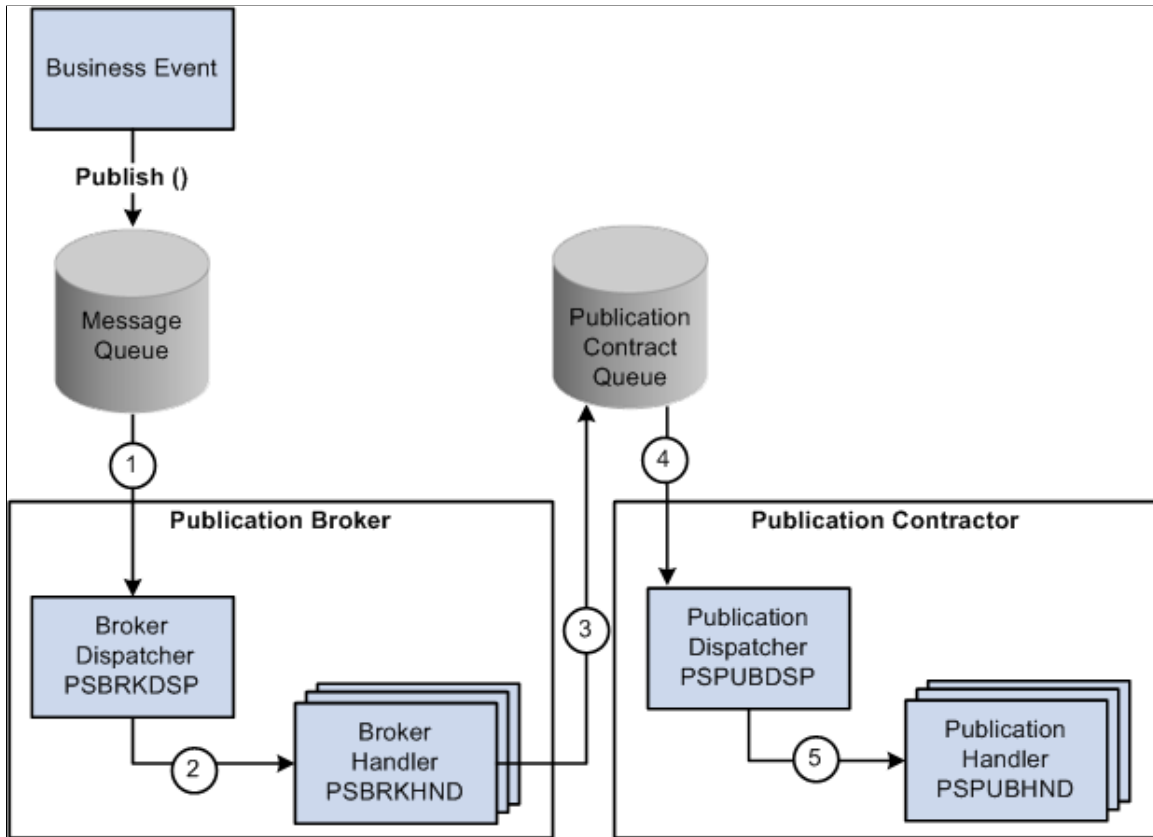 Business Event
Publish ()
Message
Queue
Publication
Contract
Queue
1
4
Publication Broker
Publication Contractor
Broker
Dispatcher
PSBRKDSP
3
Publication
Dispatcher
PSPUBDSP
2
Broker
Handler
PSBRKHND
5
Publication
Handler
PSPUBHND